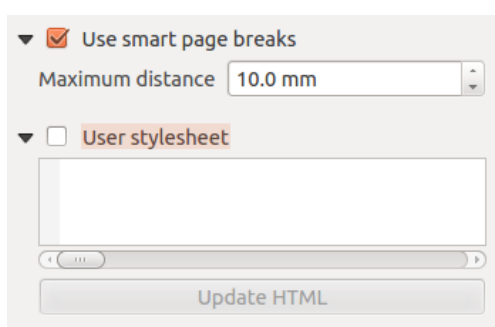 Use smart page breaks
Maximum distance 10.0 mm
User stylesheet
Update HTML